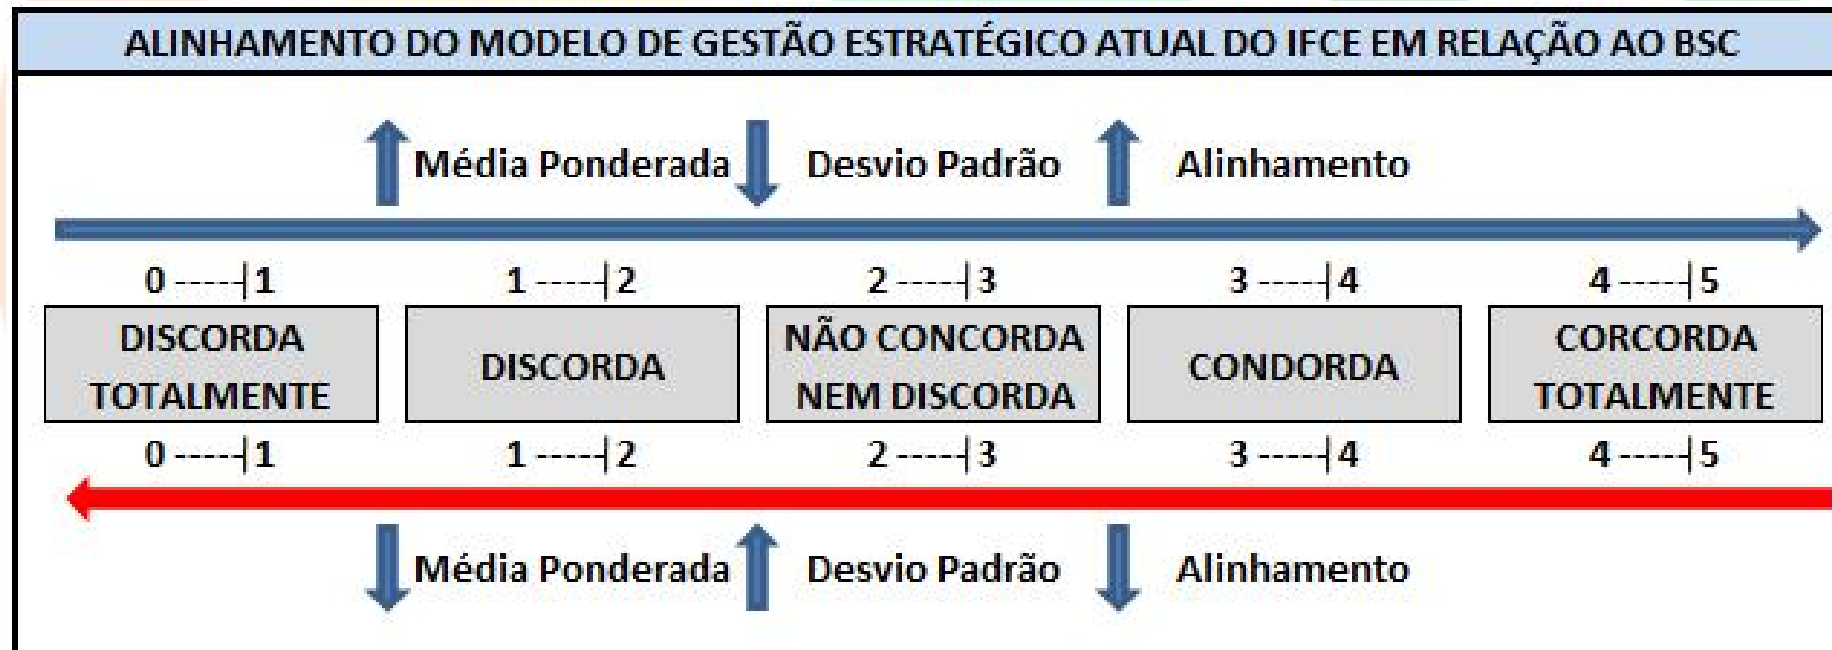 ALINHAMENTO DO MODELO DE GESTÃO ESTRATÉGICO ATUAL DO IFCE EM RELAÇÃO AO BSC
Média Ponderada Desvio Padrão Alinhamento
0 -----| 1 1 -----| 2 2 -----| 3 3 -----| 4 4 -----| 5
DISCORDA
TOTALMENTE
DISCORDA
NÃO CONCORDA
NEM DISCORDA
CONDORDA
CORCORDA
TOTALMENTE
0 -----| 1 1 -----| 2 2 -----| 3 3 -----| 4 4 -----| 5
Média Ponderada Desvio Padrão Alinhamento